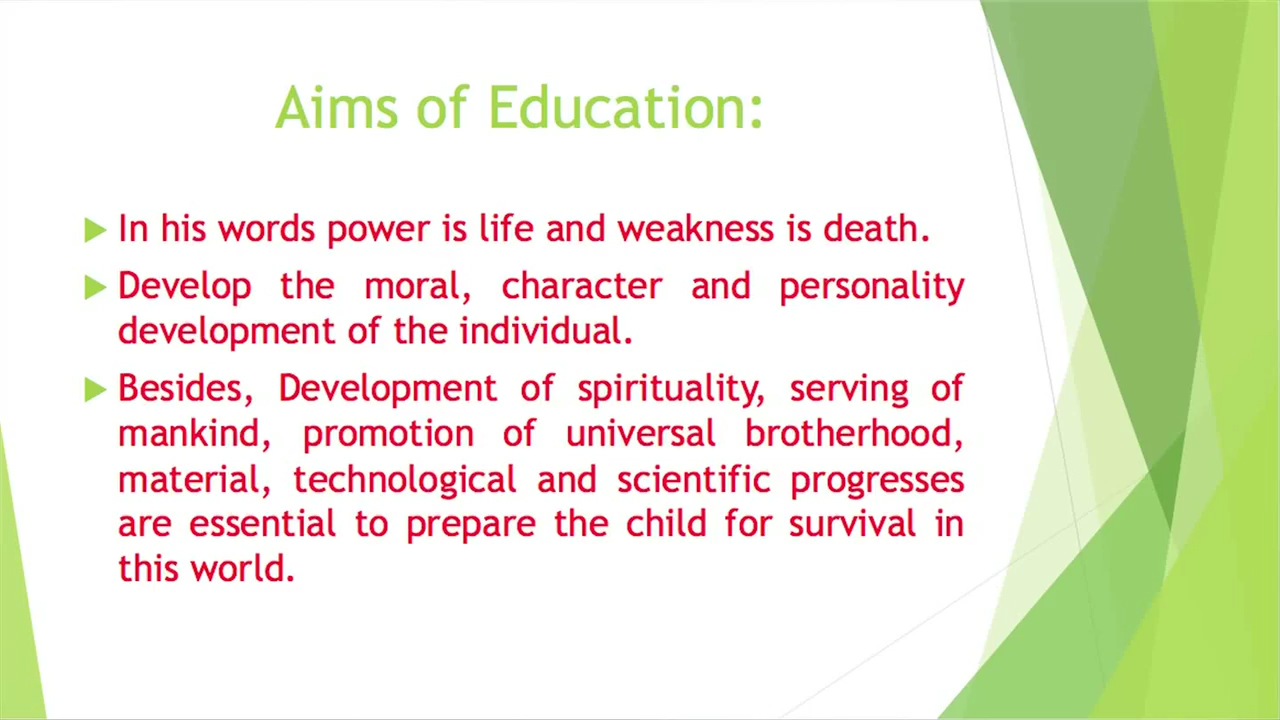 Aims of Education:
In his words power is life and weakness is death.
Develop the moral, character and personality
development of the individual.
Besides, Development of spirituality, serving of
mankind, promotion of universal brotherhood,
material, technological and scientific progresses
are essential to prepare the child for survival in
this world.